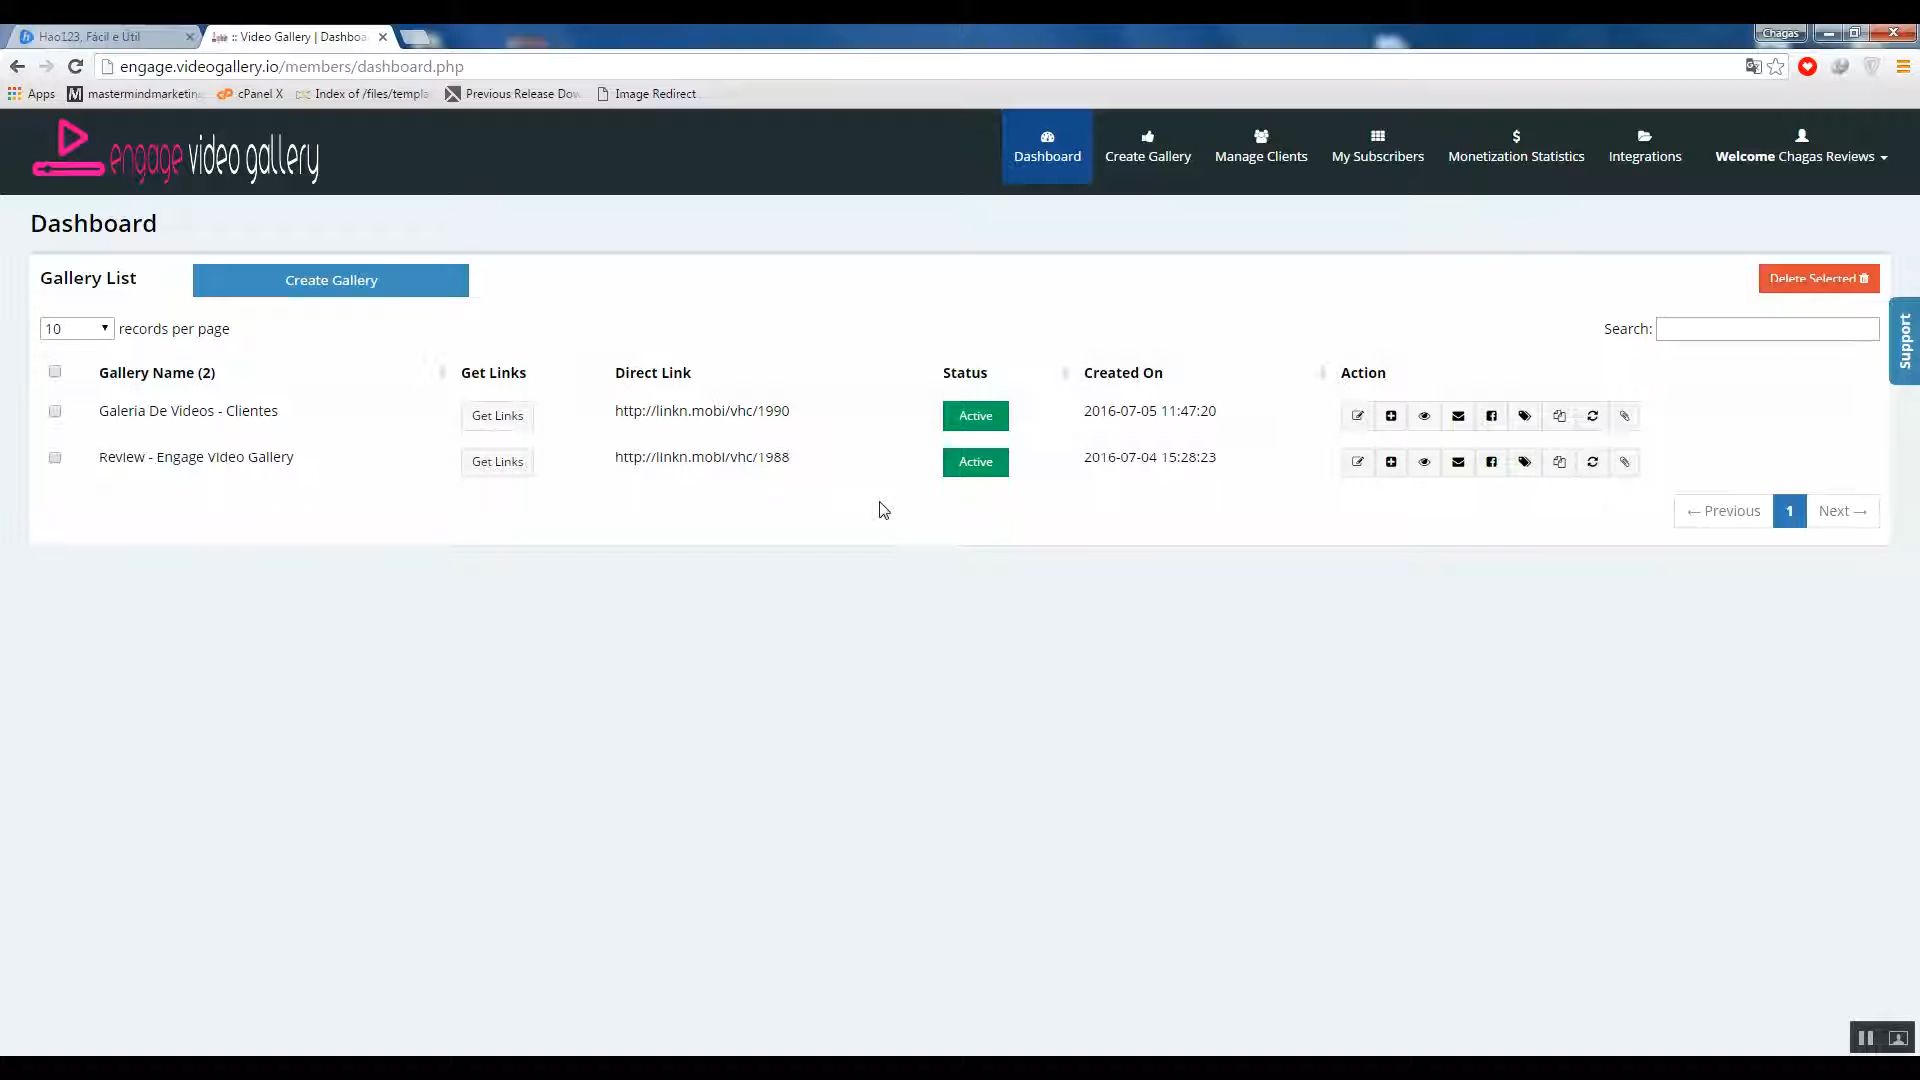 Hao123, Fácil e Útil
:: Video Gallery | Dashboa
Chagas
engage.videogallery.io/members/dashboard.php
Apps
mastermindmarketin
cPanel X
Index of /files/templa
Previous Release Dow
Image Redirect
engage video gallery
Dashboard
Create Gallery
Manage Clients
My Subscribers
Monetization Statistics
Integrations
Welcome Chagas Reviews
Dashboard
Gallery List
Create Gallery
Delete Selected
10 records per page
Search:
Support
Gallery Name (2) Get Links Direct Link Status Created On Action
Galeria De Videos - Clientes Get Links http://linkn.mobi/vhc/1990 Active 2016-07-05 11:47:20
Review - Engage Video Gallery Get Links http://linkn.mobi/vhc/1988 Active 2016-07-04 15:28:23
← Previous 1 Next →